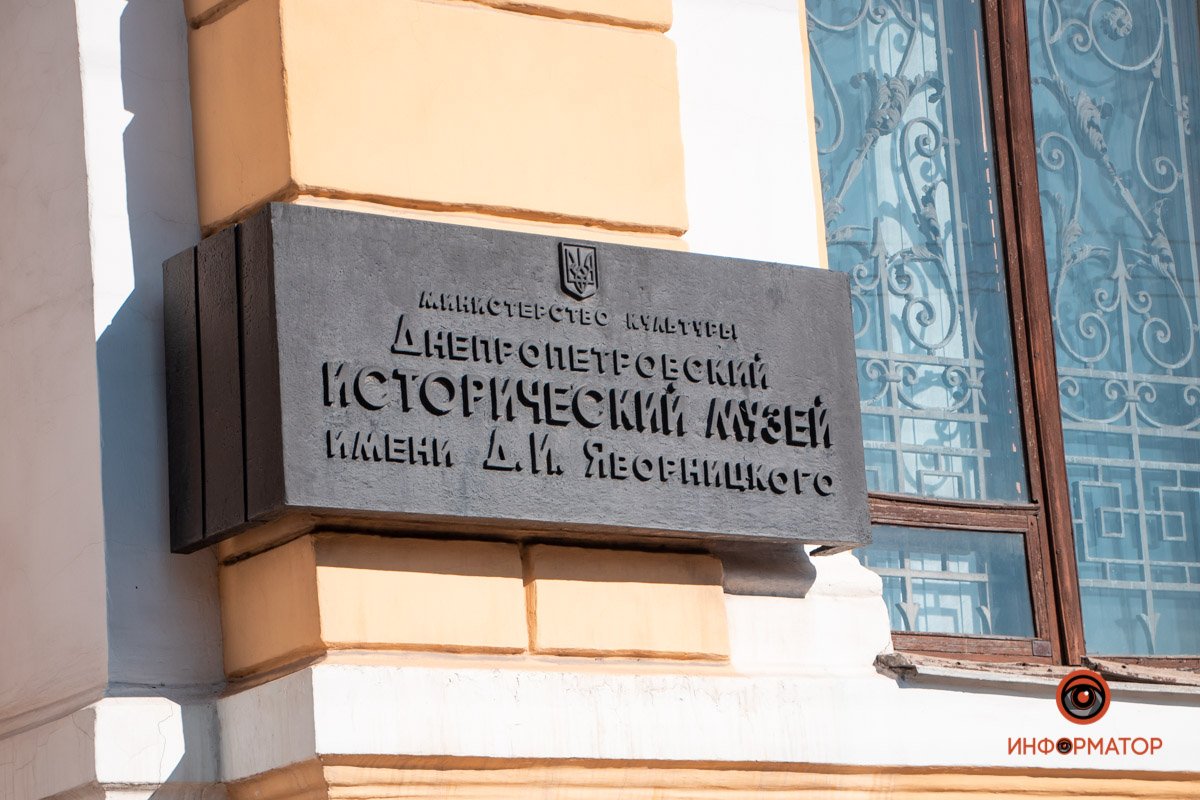 МИНИСТЕРСТВО КУЛЬТУРЫ
ДНЕПРОПЕТРОВСКИЙ
ИСТОРИЧЕСКИЙ МУЗЕЙ
ИМЕНИ Д.И. ЯВОРНИЦКОГО
ИНФОРМАТОР